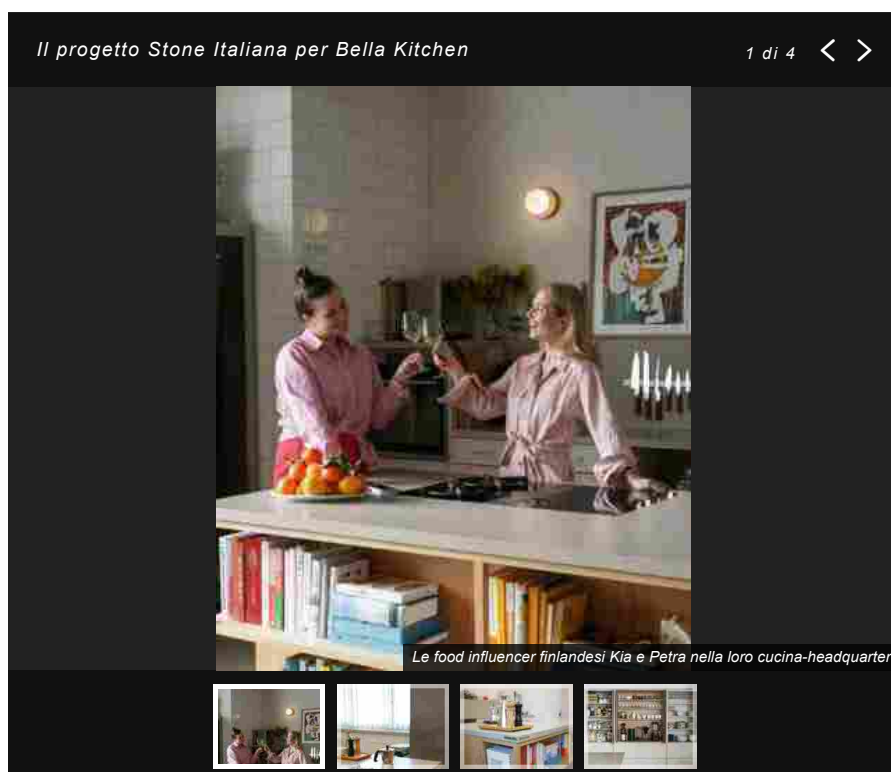 Il progetto Stone Italiana per Bella Kitchen
1 di 4
Le food influencer finlandesi Kia e Petra nella loro cucina-headquarter